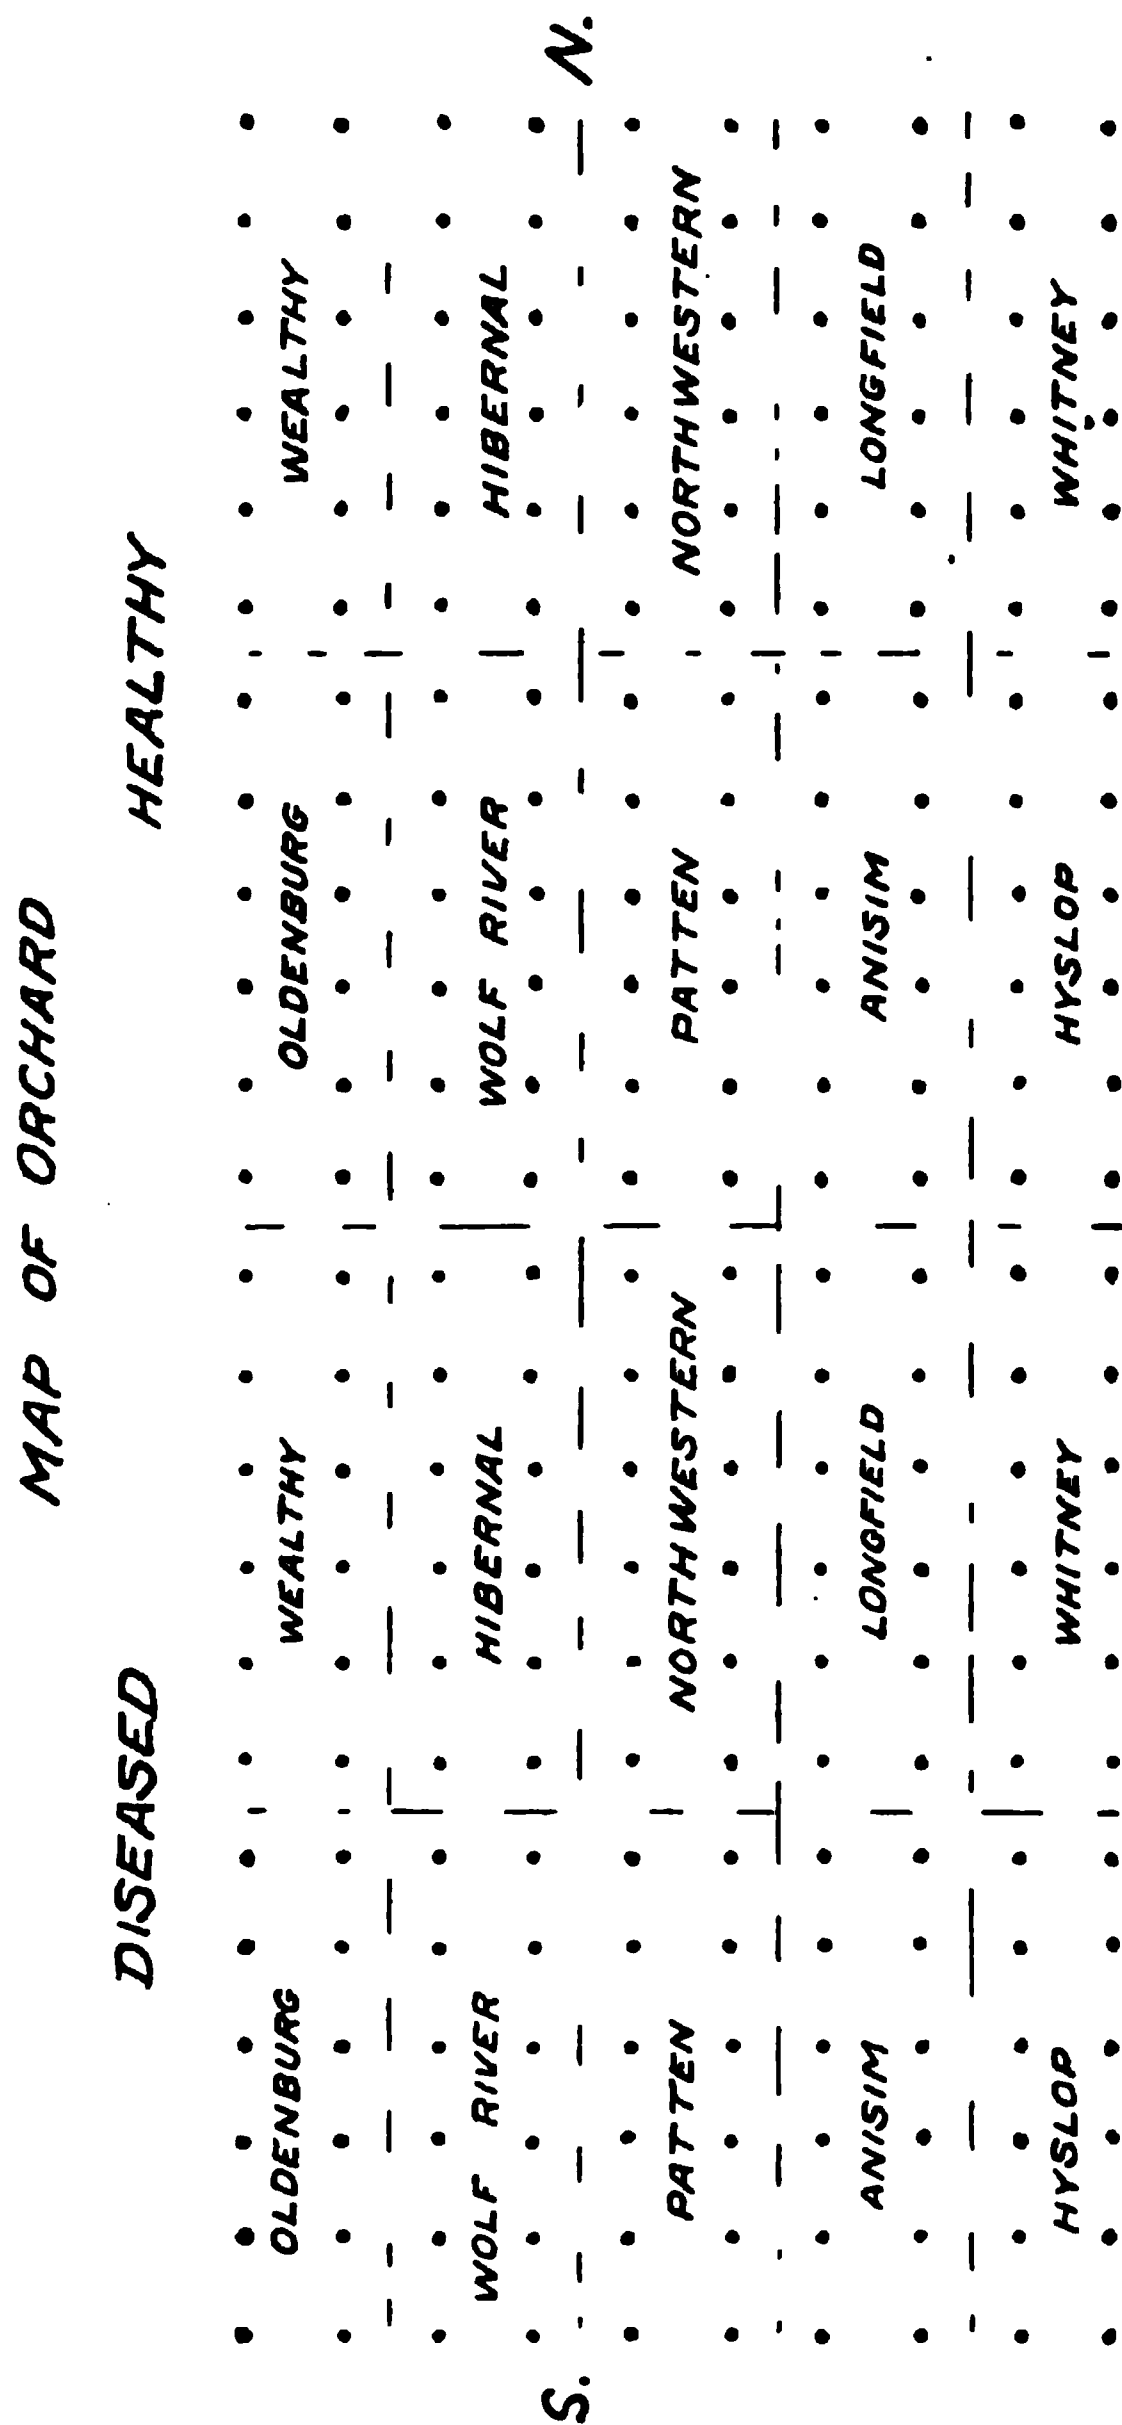 MAP OF ORCHARD
DISEASED HEALTHY
OLDENBURG WEALTHY OLDENBURG WEALTHY
WOLF RIVER HIBERNAL WOLF RIVER HIBERNAL
S. N.
PATTEN NORTHWESTERN PATTEN NORTHWESTERN
ANISIM LONGFIELD ANISIM LONGFIELD
HYSLOP WHITNEY HYSLOP WHITNEY